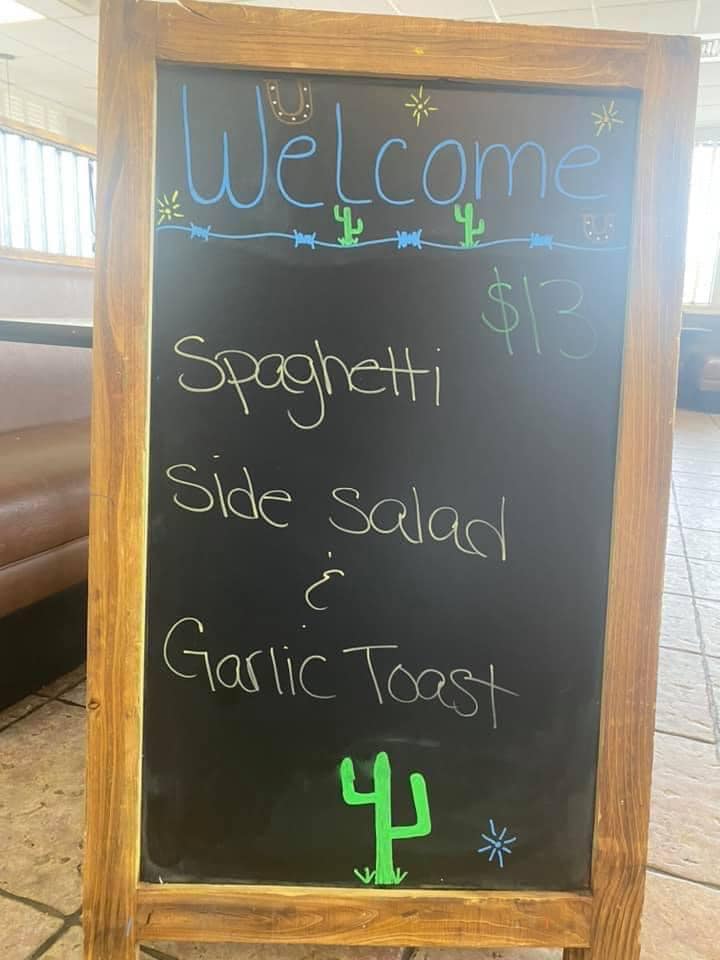 Welcome
$13
Spaghetti
Side Salad
&
Garlic Toast